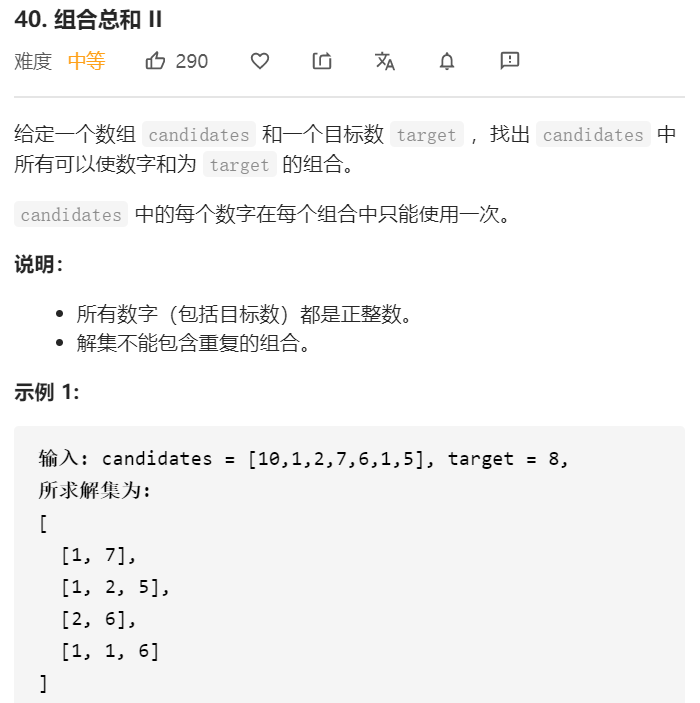 40. 组合总和 II
难度 中等 290
给定一个数组 candidates 和一个目标数 target ，找出 candidates 中
所有可以使数字和为 target 的组合。
candidates 中的每个数字在每个组合中只能使用一次。
说明：
所有数字（包括目标数）都是正整数。
解集不能包含重复的组合。
示例 1:
输入: candidates = [10,1,2,7,6,1,5], target = 8,
所求解集为:
[
[1, 7],
[1, 2, 5],
[2, 6],
[1, 1, 6]
]